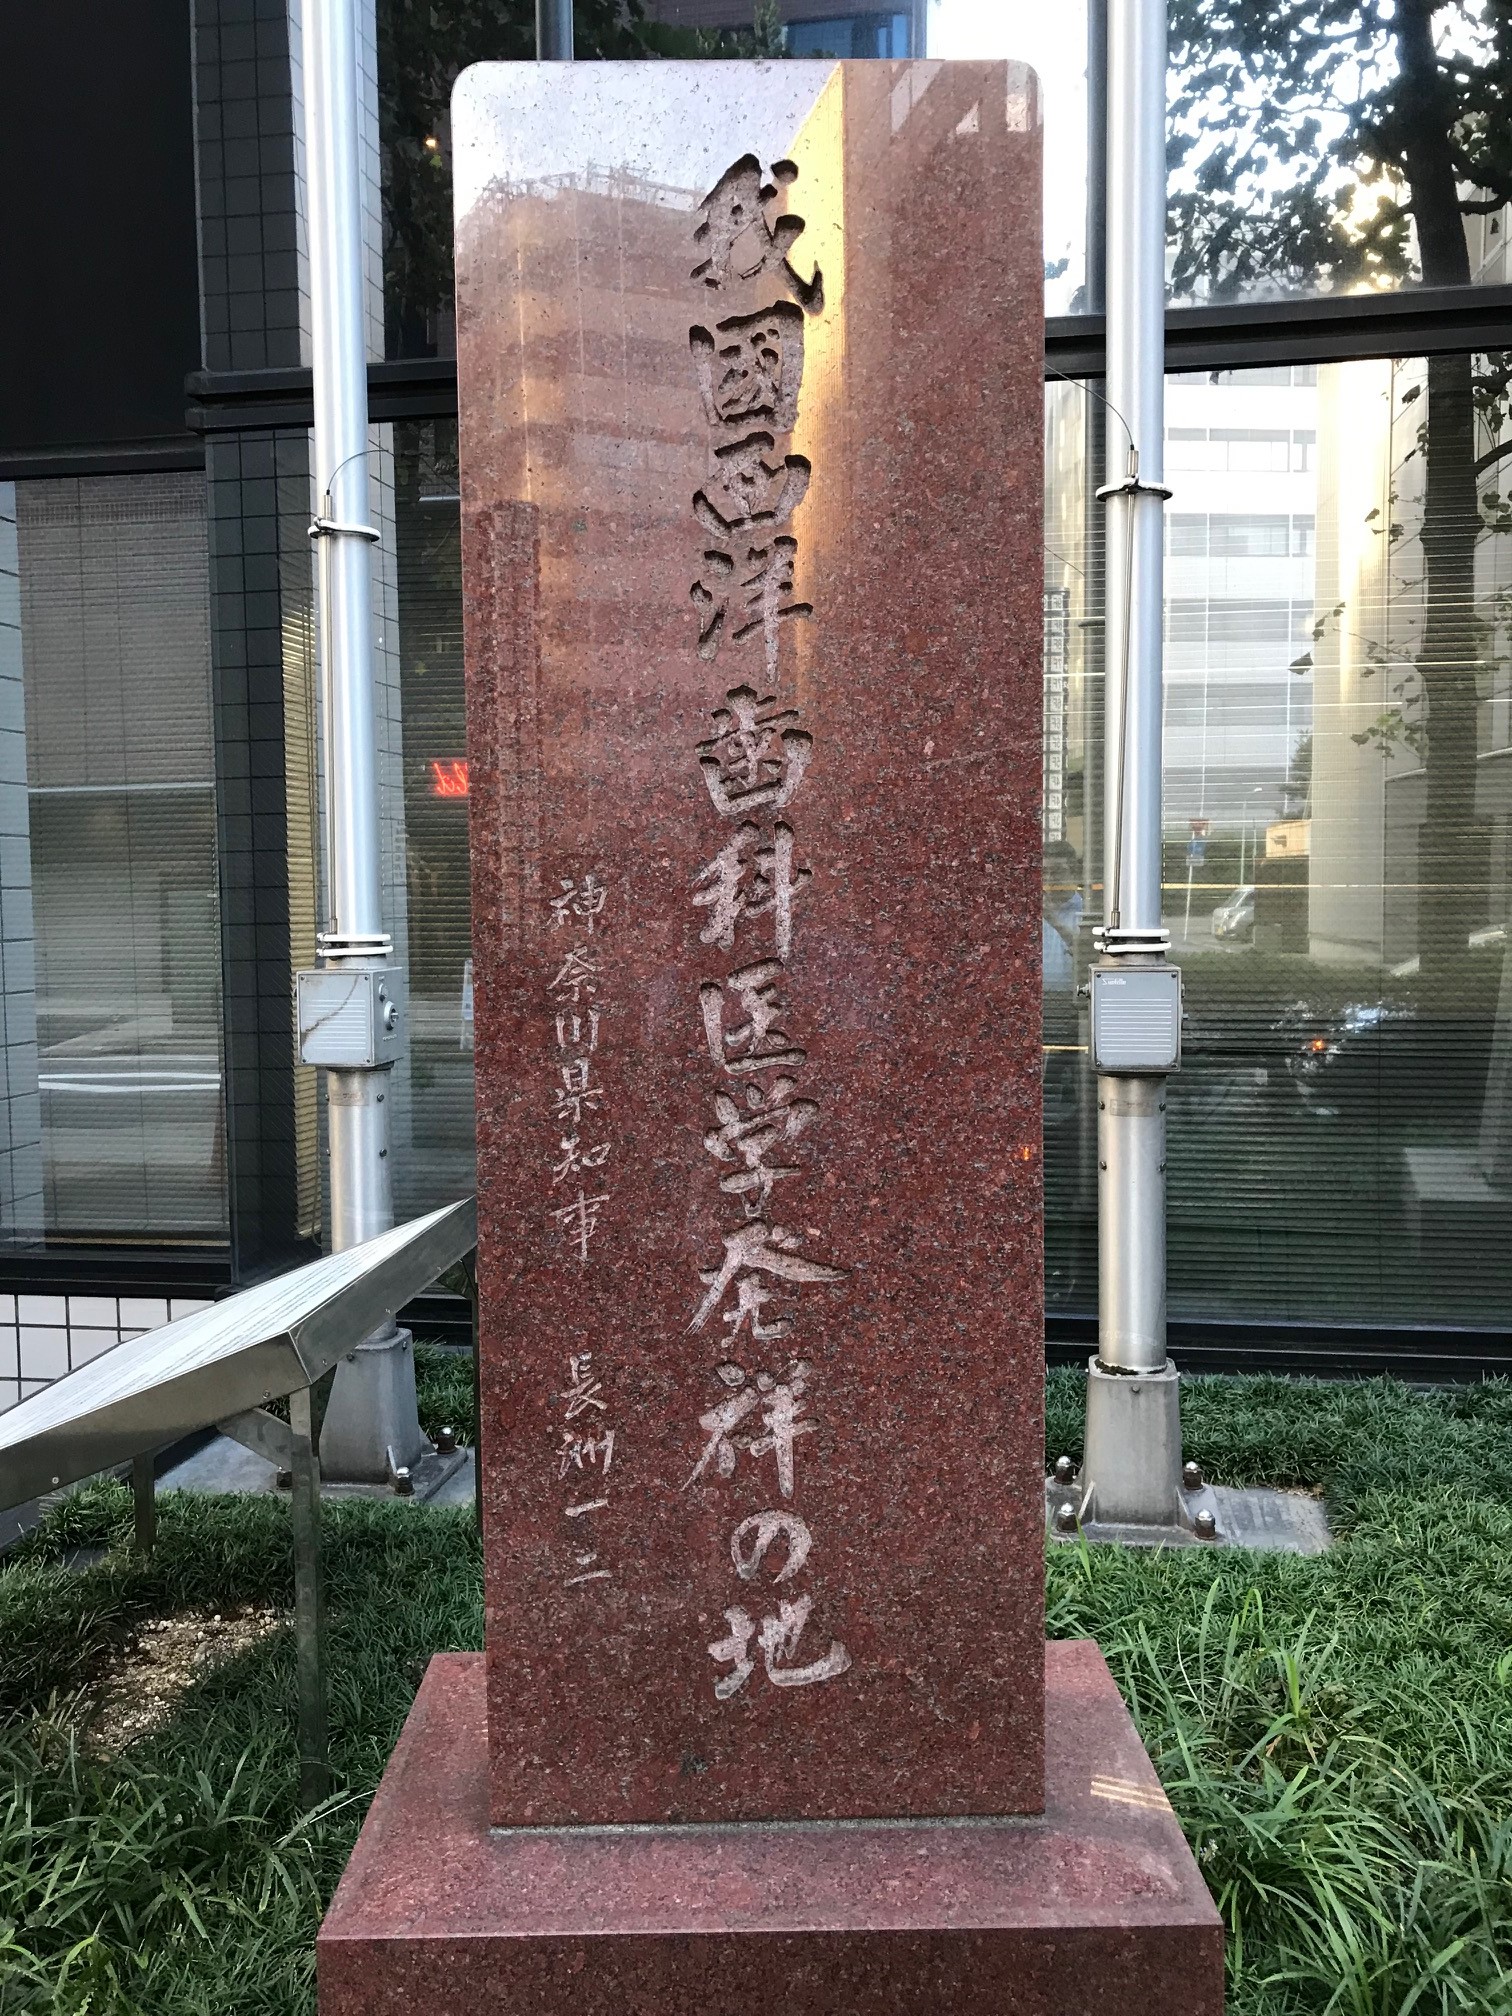 我國西洋歯科医学発祥の地
神奈川県知事 長洲一二